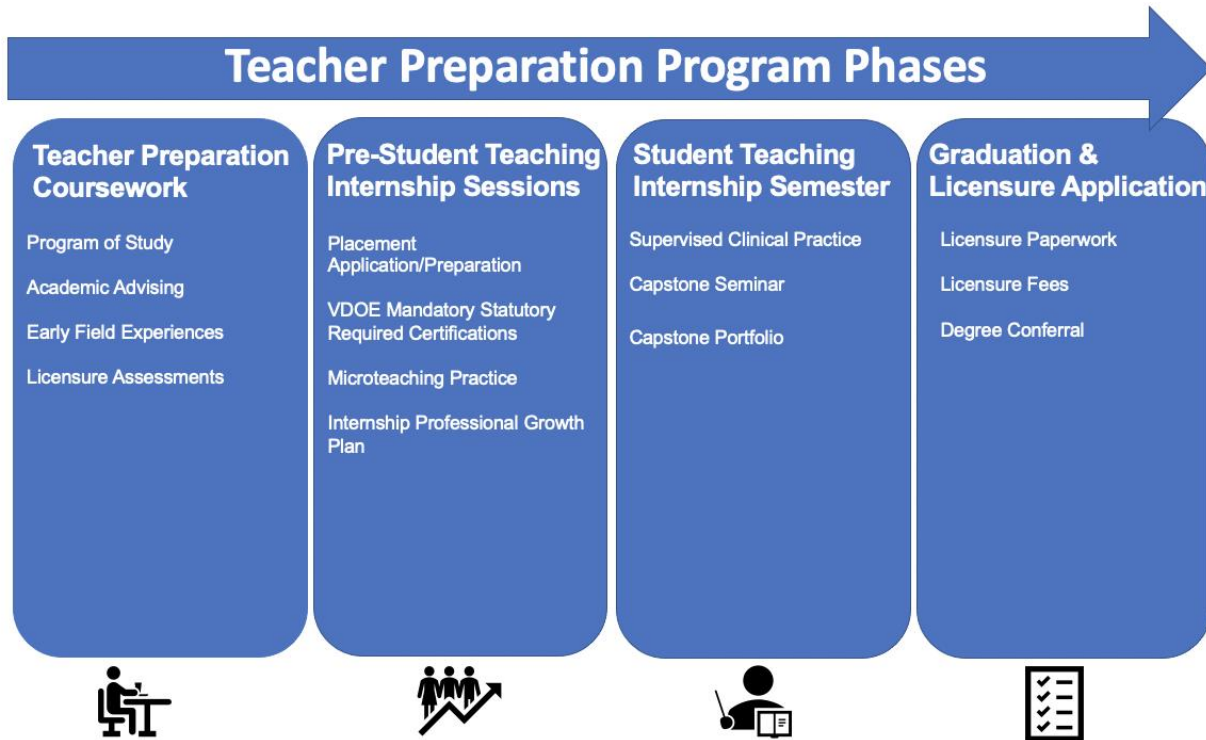 Teacher Preparation Program Phases
Teacher Preparation
Coursework
Program of Study
Academic Advising
Early Field Experiences
Licensure Assessments
Pre-Student Teaching
Internship Sessions
Placement
Application/Preparation
VDOE Mandatory Statutory
Required Certifications
Microteaching Practice
Internship Professional Growth
Plan
Student Teaching
Internship Semester
Supervised Clinical Practice
Capstone Seminar
Capstone Portfolio
Graduation &
Licensure Application
Licensure Paperwork
Licensure Fees
Degree Conferral